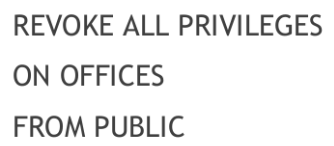 REVOKE ALL PRIVILEGES
ON OFFICES
FROM PUBLIC